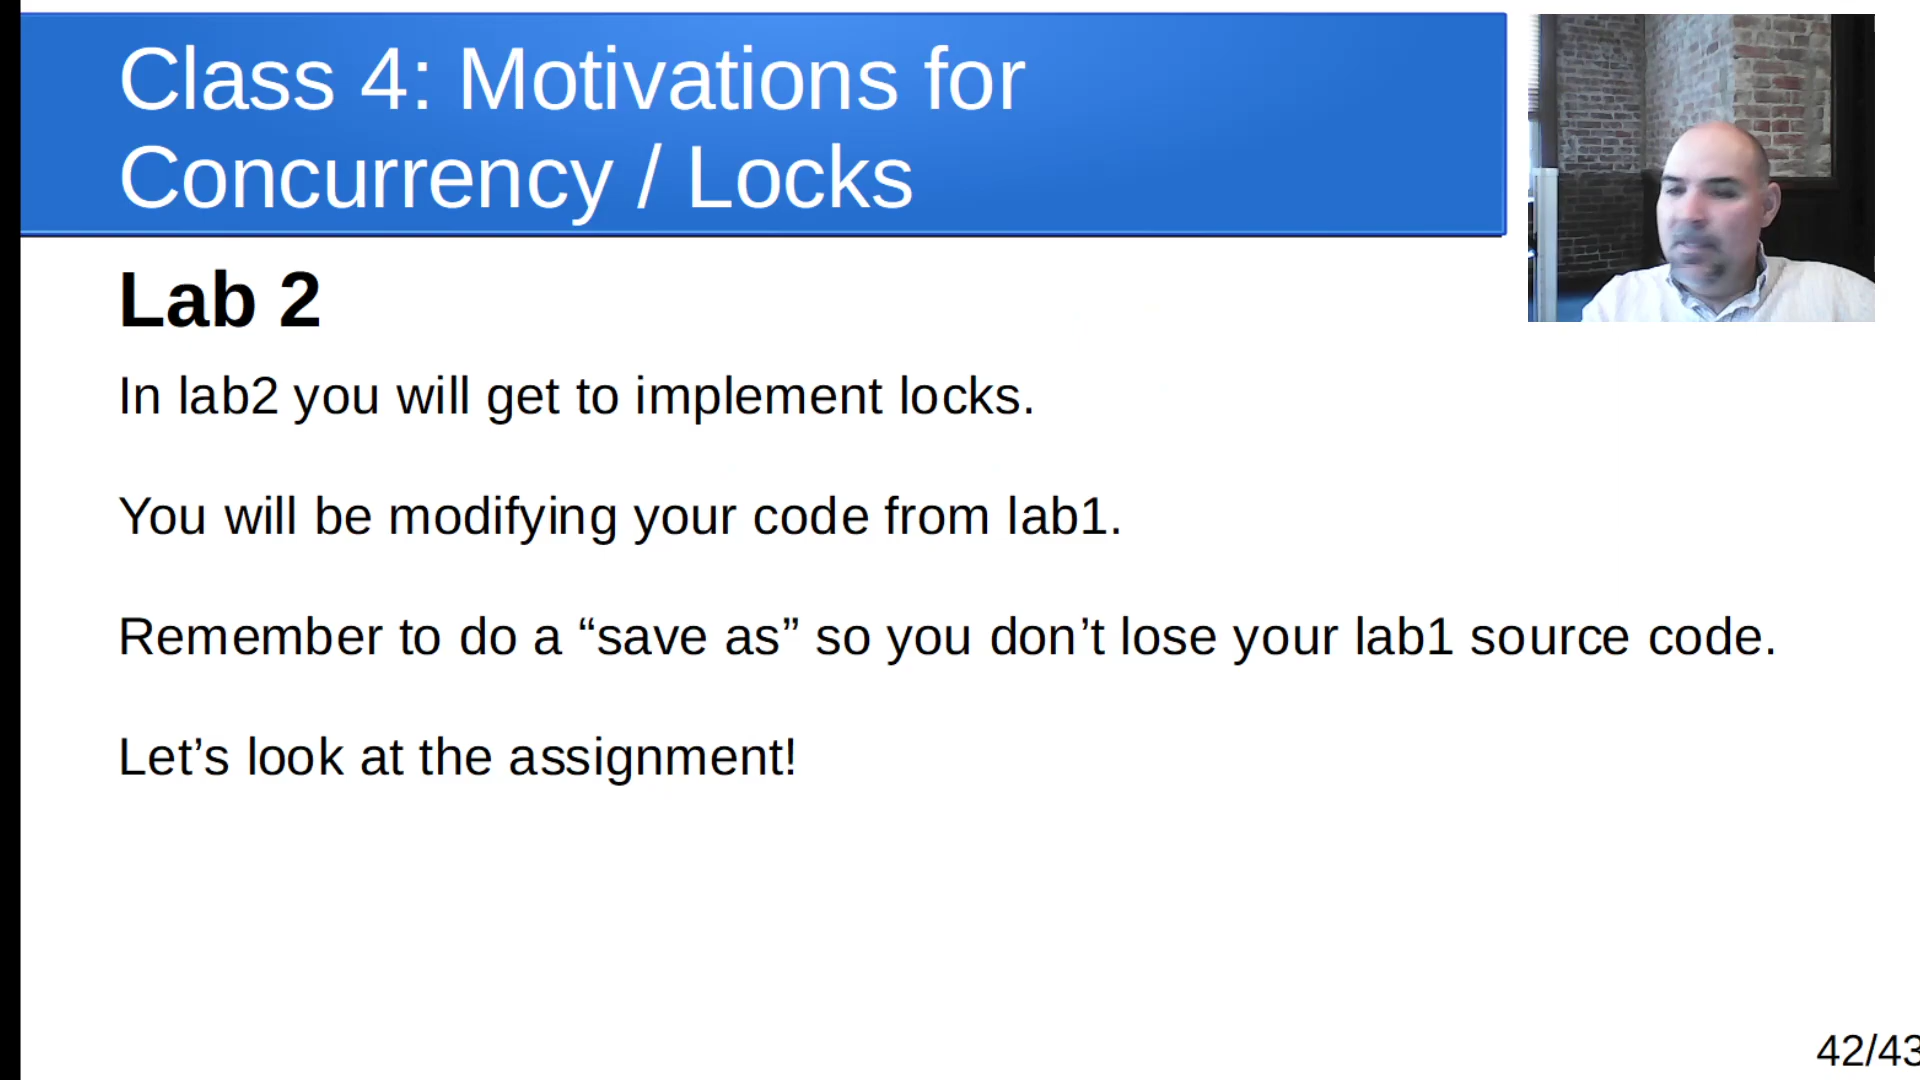 Class 4: Motivations for
Concurrency / Locks
Lab 2
In lab2 you will get to implement locks.
You will be modifying your code from lab1.
Remember to do a “save as” so you don’t lose your lab1 source code.
Let’s look at the assignment!
42/43